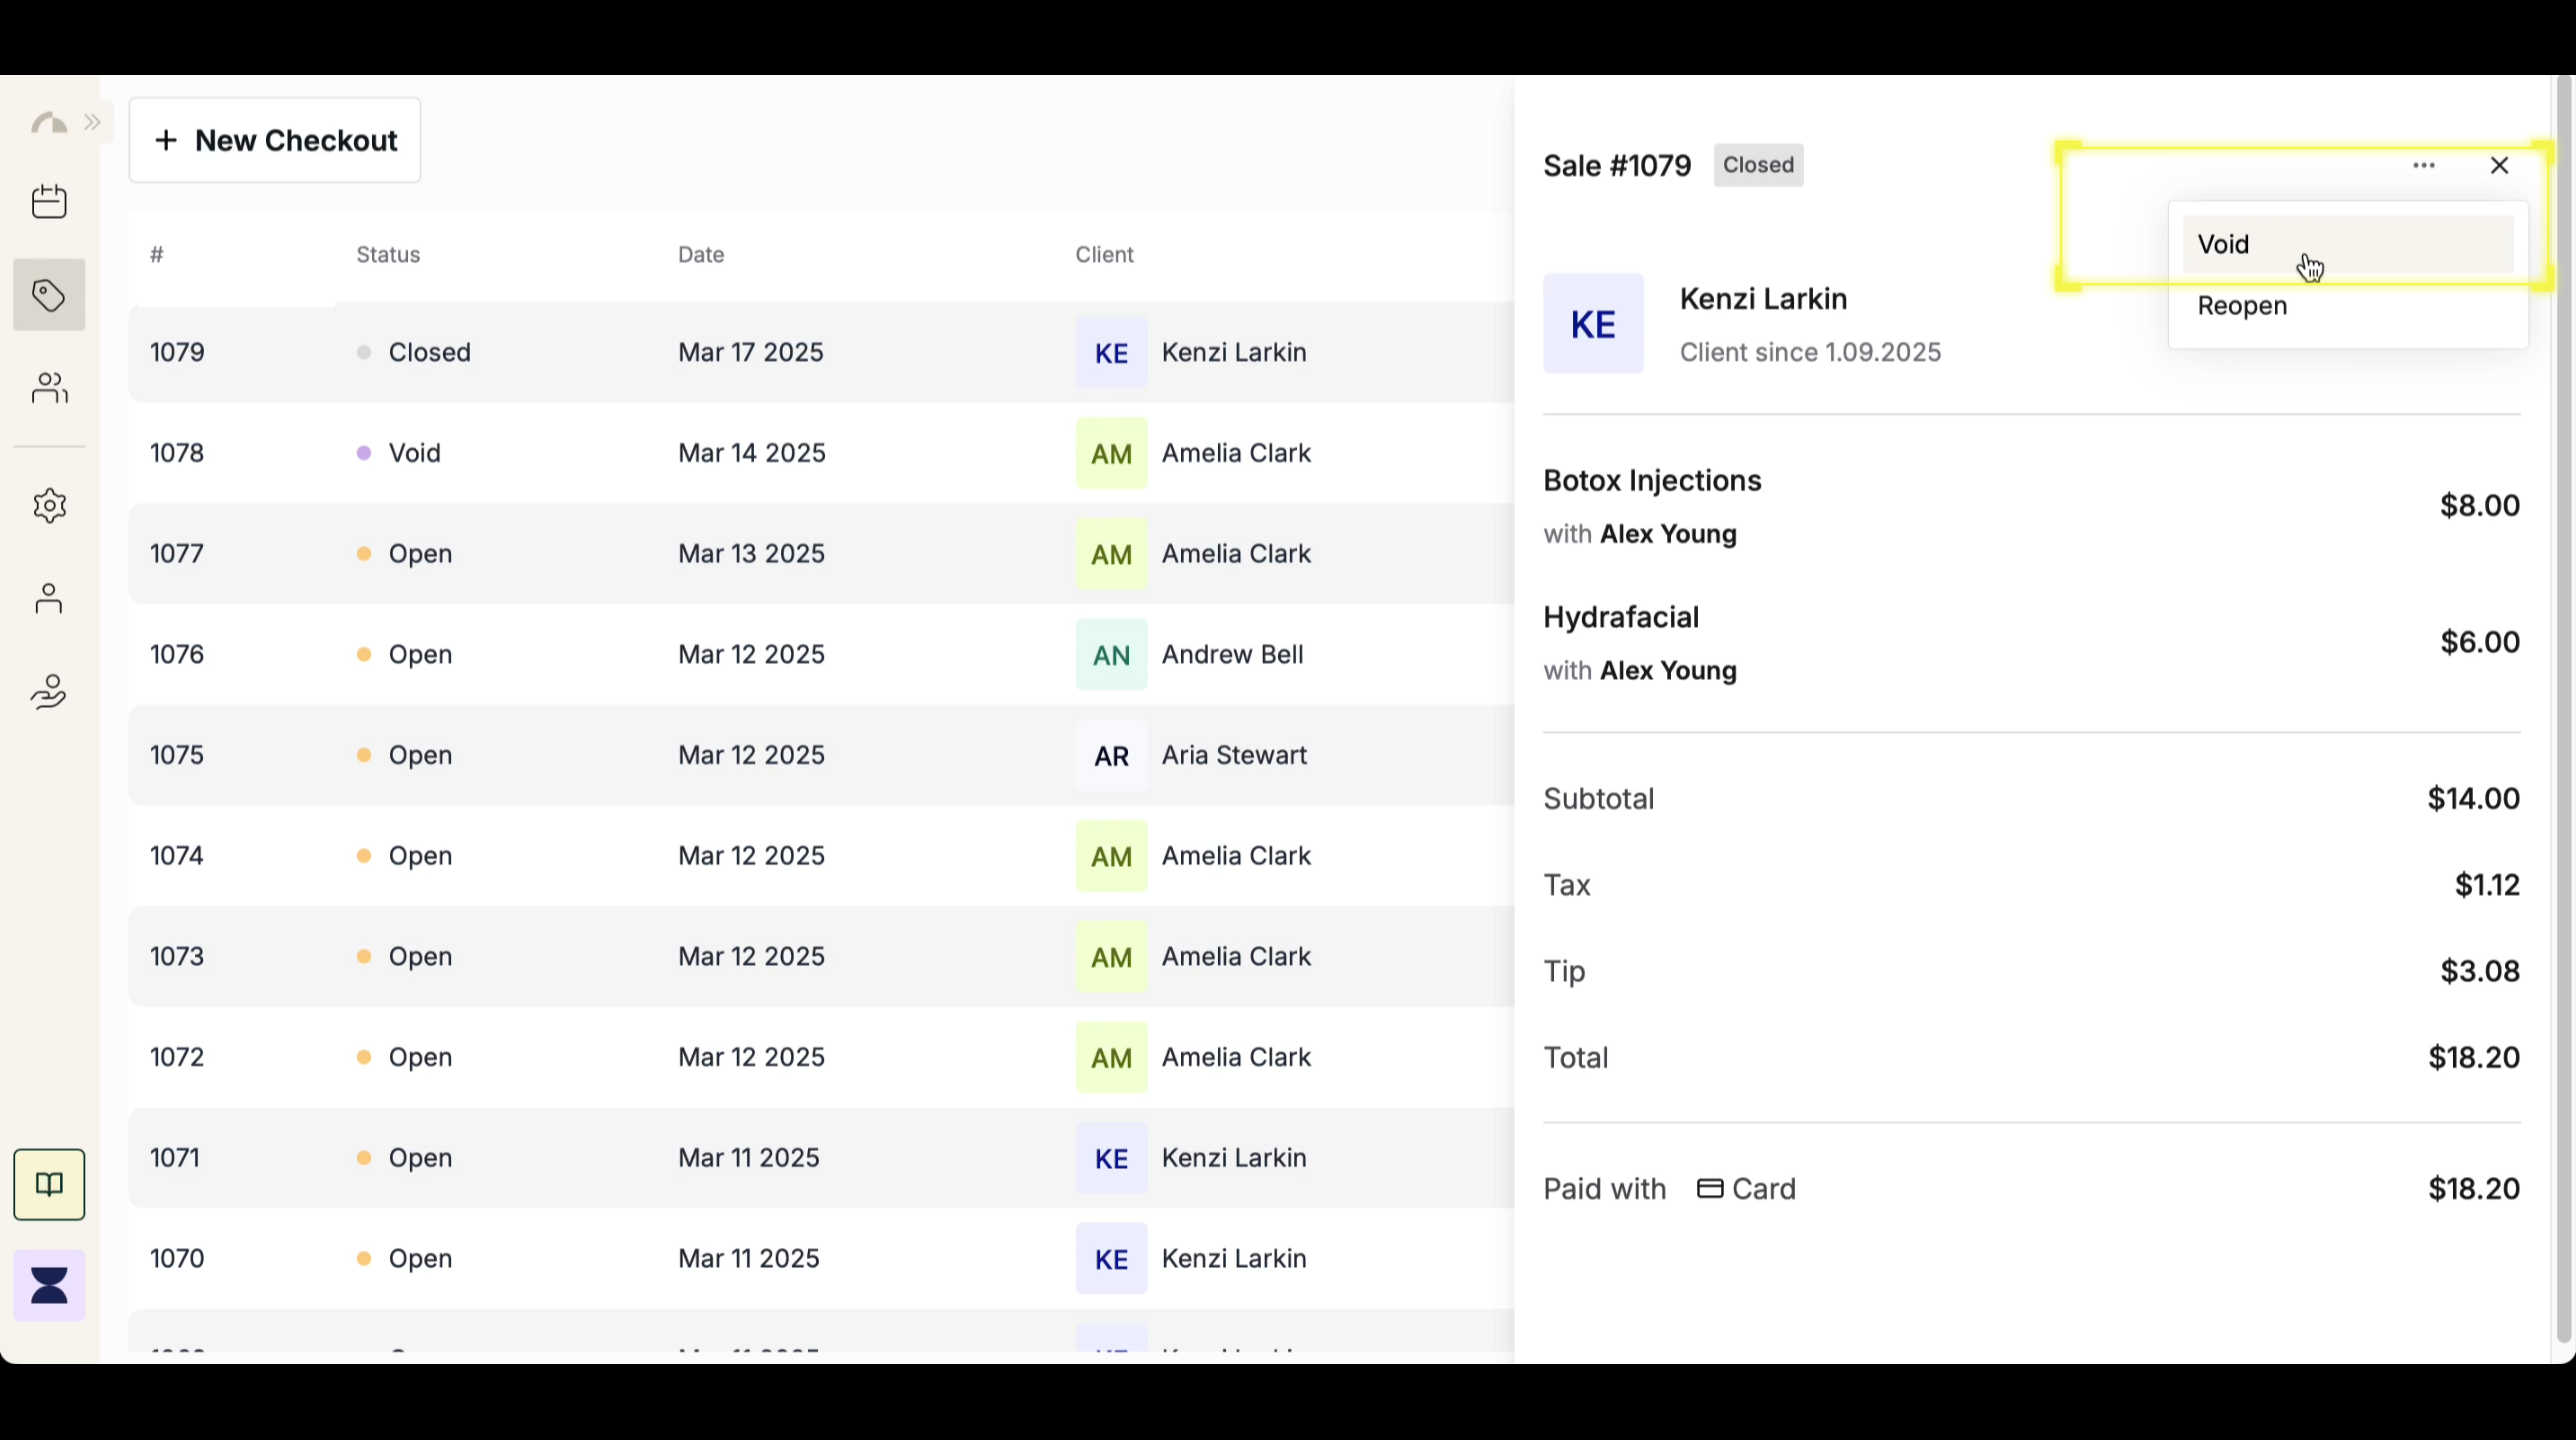 + New Checkout
# Status Date Client
1079 Closed Mar 17 2025 KE Kenzi Larkin
1078 Void Mar 14 2025 AM Amelia Clark
1077 Open Mar 13 2025 AM Amelia Clark
1076 Open Mar 12 2025 AN Andrew Bell
1075 Open Mar 12 2025 AR Aria Stewart
1074 Open Mar 12 2025 AM Amelia Clark
1073 Open Mar 12 2025 AM Amelia Clark
1072 Open Mar 12 2025 AM Amelia Clark
1071 Open Mar 11 2025 KE Kenzi Larkin
1070 Open Mar 11 2025 KE Kenzi Larkin
Sale #1079 Closed
Void
Reopen
KE
Kenzi Larkin
Client since 1.09.2025
Botox Injections
with Alex Young
$8.00
Hydrafacial
with Alex Young
$6.00
Subtotal $14.00
Tax $1.12
Tip $3.08
Total $18.20
Paid with Card $18.20